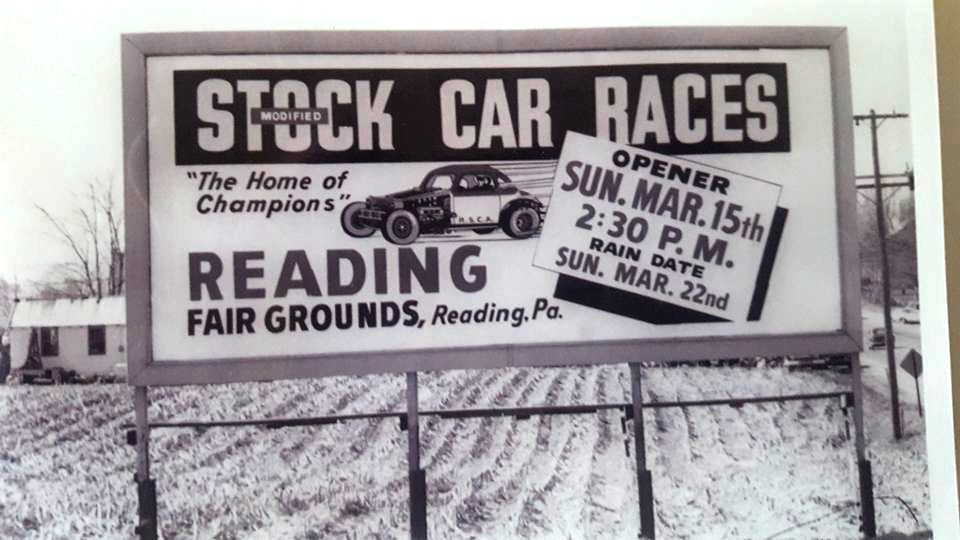 STOCK CAR RACES
MODIFIED
"The Home of
Champions"
H.S.C.A.
READING
FAIR GROUNDS, Reading, Pa.
OPENER
SUN. MAR. 15th
2:30 P. M.
RAIN DATE
SUN. MAR. 22nd